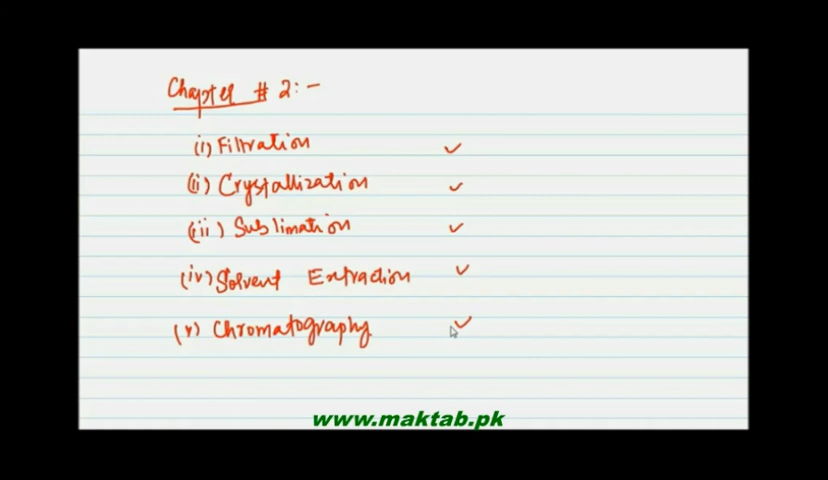 Chapter # 2:-
(i) Filtration ✓
(ii) Crystallization ✓
(iii) Sublimation ✓
(iv) Solvent Extraction ✓
(v) Chromatography ✓
www.maktab.pk